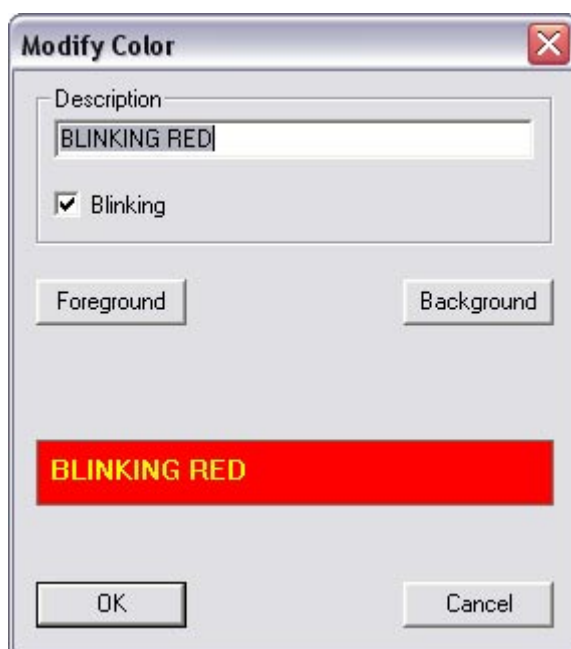 Modify Color
Description
BLINKING RED
Blinking
Foreground
Background
BLINKING RED
OK
Cancel